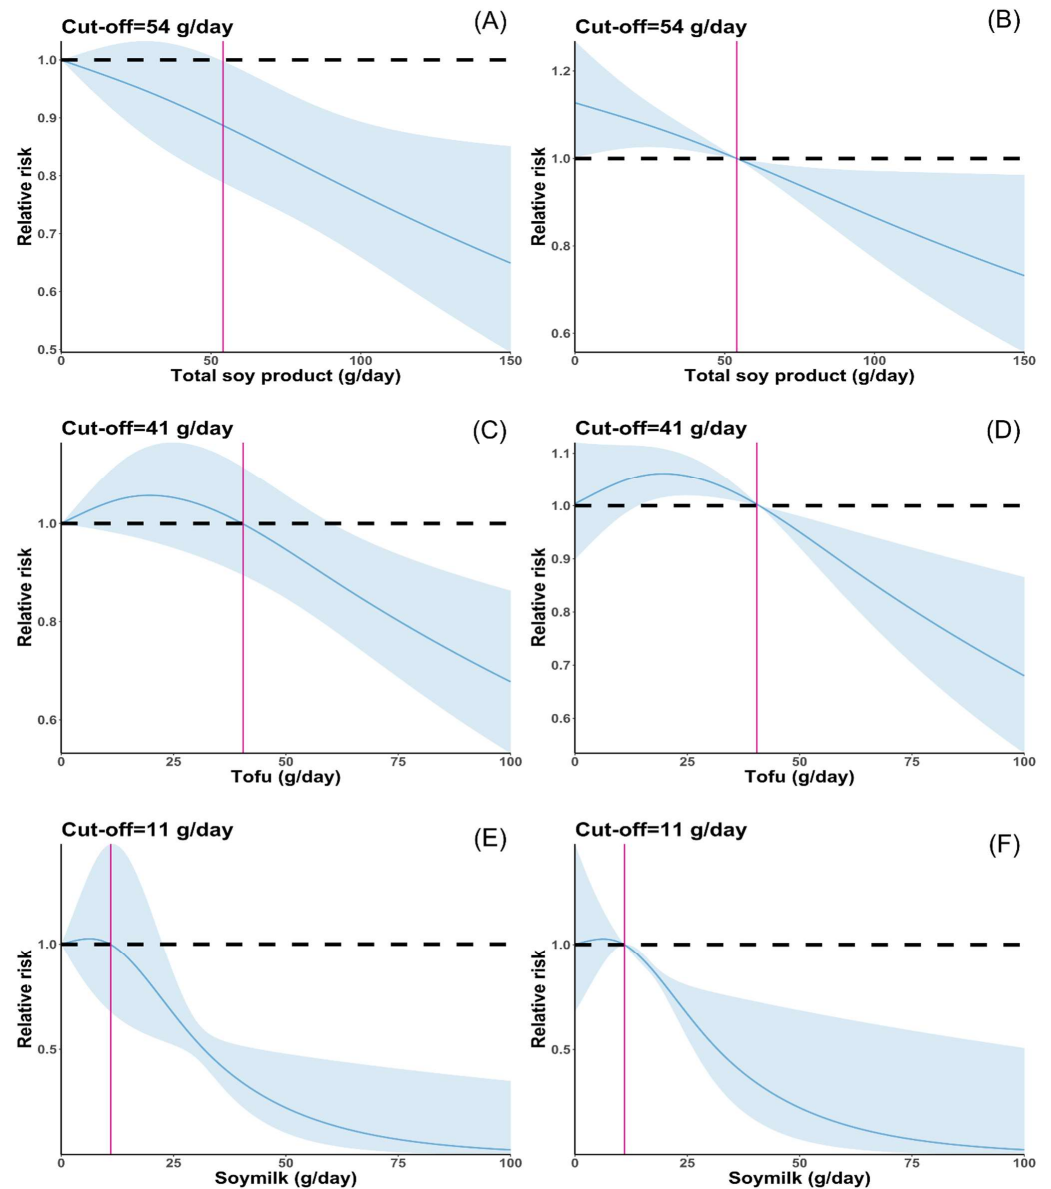 Cut-off=54 g/day
(A)
1.0
0.9
0.8
0.7
0.6
0.5
Relative risk
0 50 100 150
Total soy product (g/day)
Cut-off=54 g/day
(B)
1.2
1.0
0.8
0.6
Relative risk
0 50 100 150
Total soy product (g/day)
Cut-off=41 g/day
(C)
1.0
0.8
0.6
Relative risk
0 25 50 75 100
Tofu (g/day)
Cut-off=41 g/day
(D)
1.1
1.0
0.9
0.8
0.7
0.6
Relative risk
0 25 50 75 100
Tofu (g/day)
Cut-off=11 g/day
(E)
1.0
0.5
Relative risk
0 25 50 75 100
Soymilk (g/day)
Cut-off=11 g/day
(F)
1.0
0.5
Relative risk
0 25 50 75 100
Soymilk (g/day)